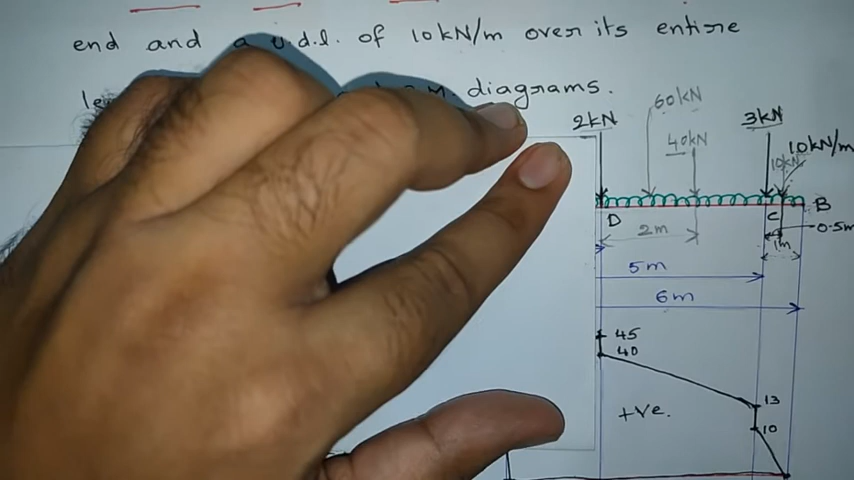 end and a u.d.l. of 10kN/m over its entire
M. diagrams.
60kN
2kN
3kN
40kN
10kN/m
10kN
D
C
B
2m
0.5m
1m
5m
6m
45
40
13
+ve.
10